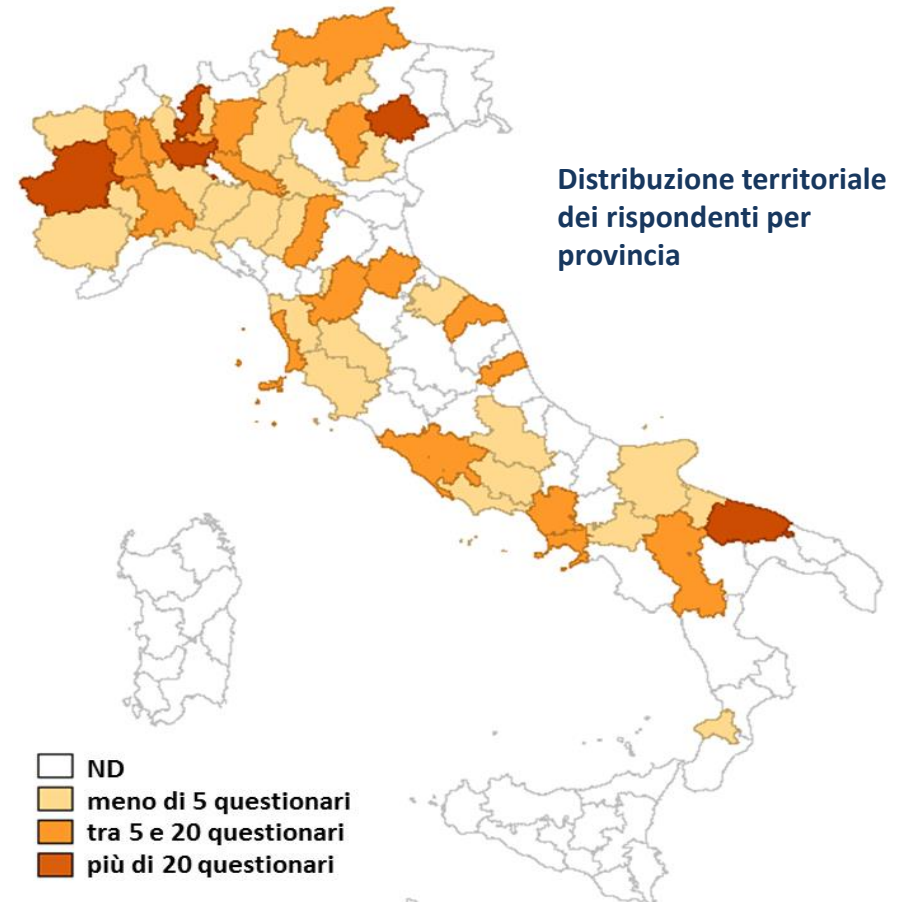 Distribuzione territoriale
dei rispondenti per
provincia
ND
meno di 5 questionari
tra 5 e 20 questionari
più di 20 questionari